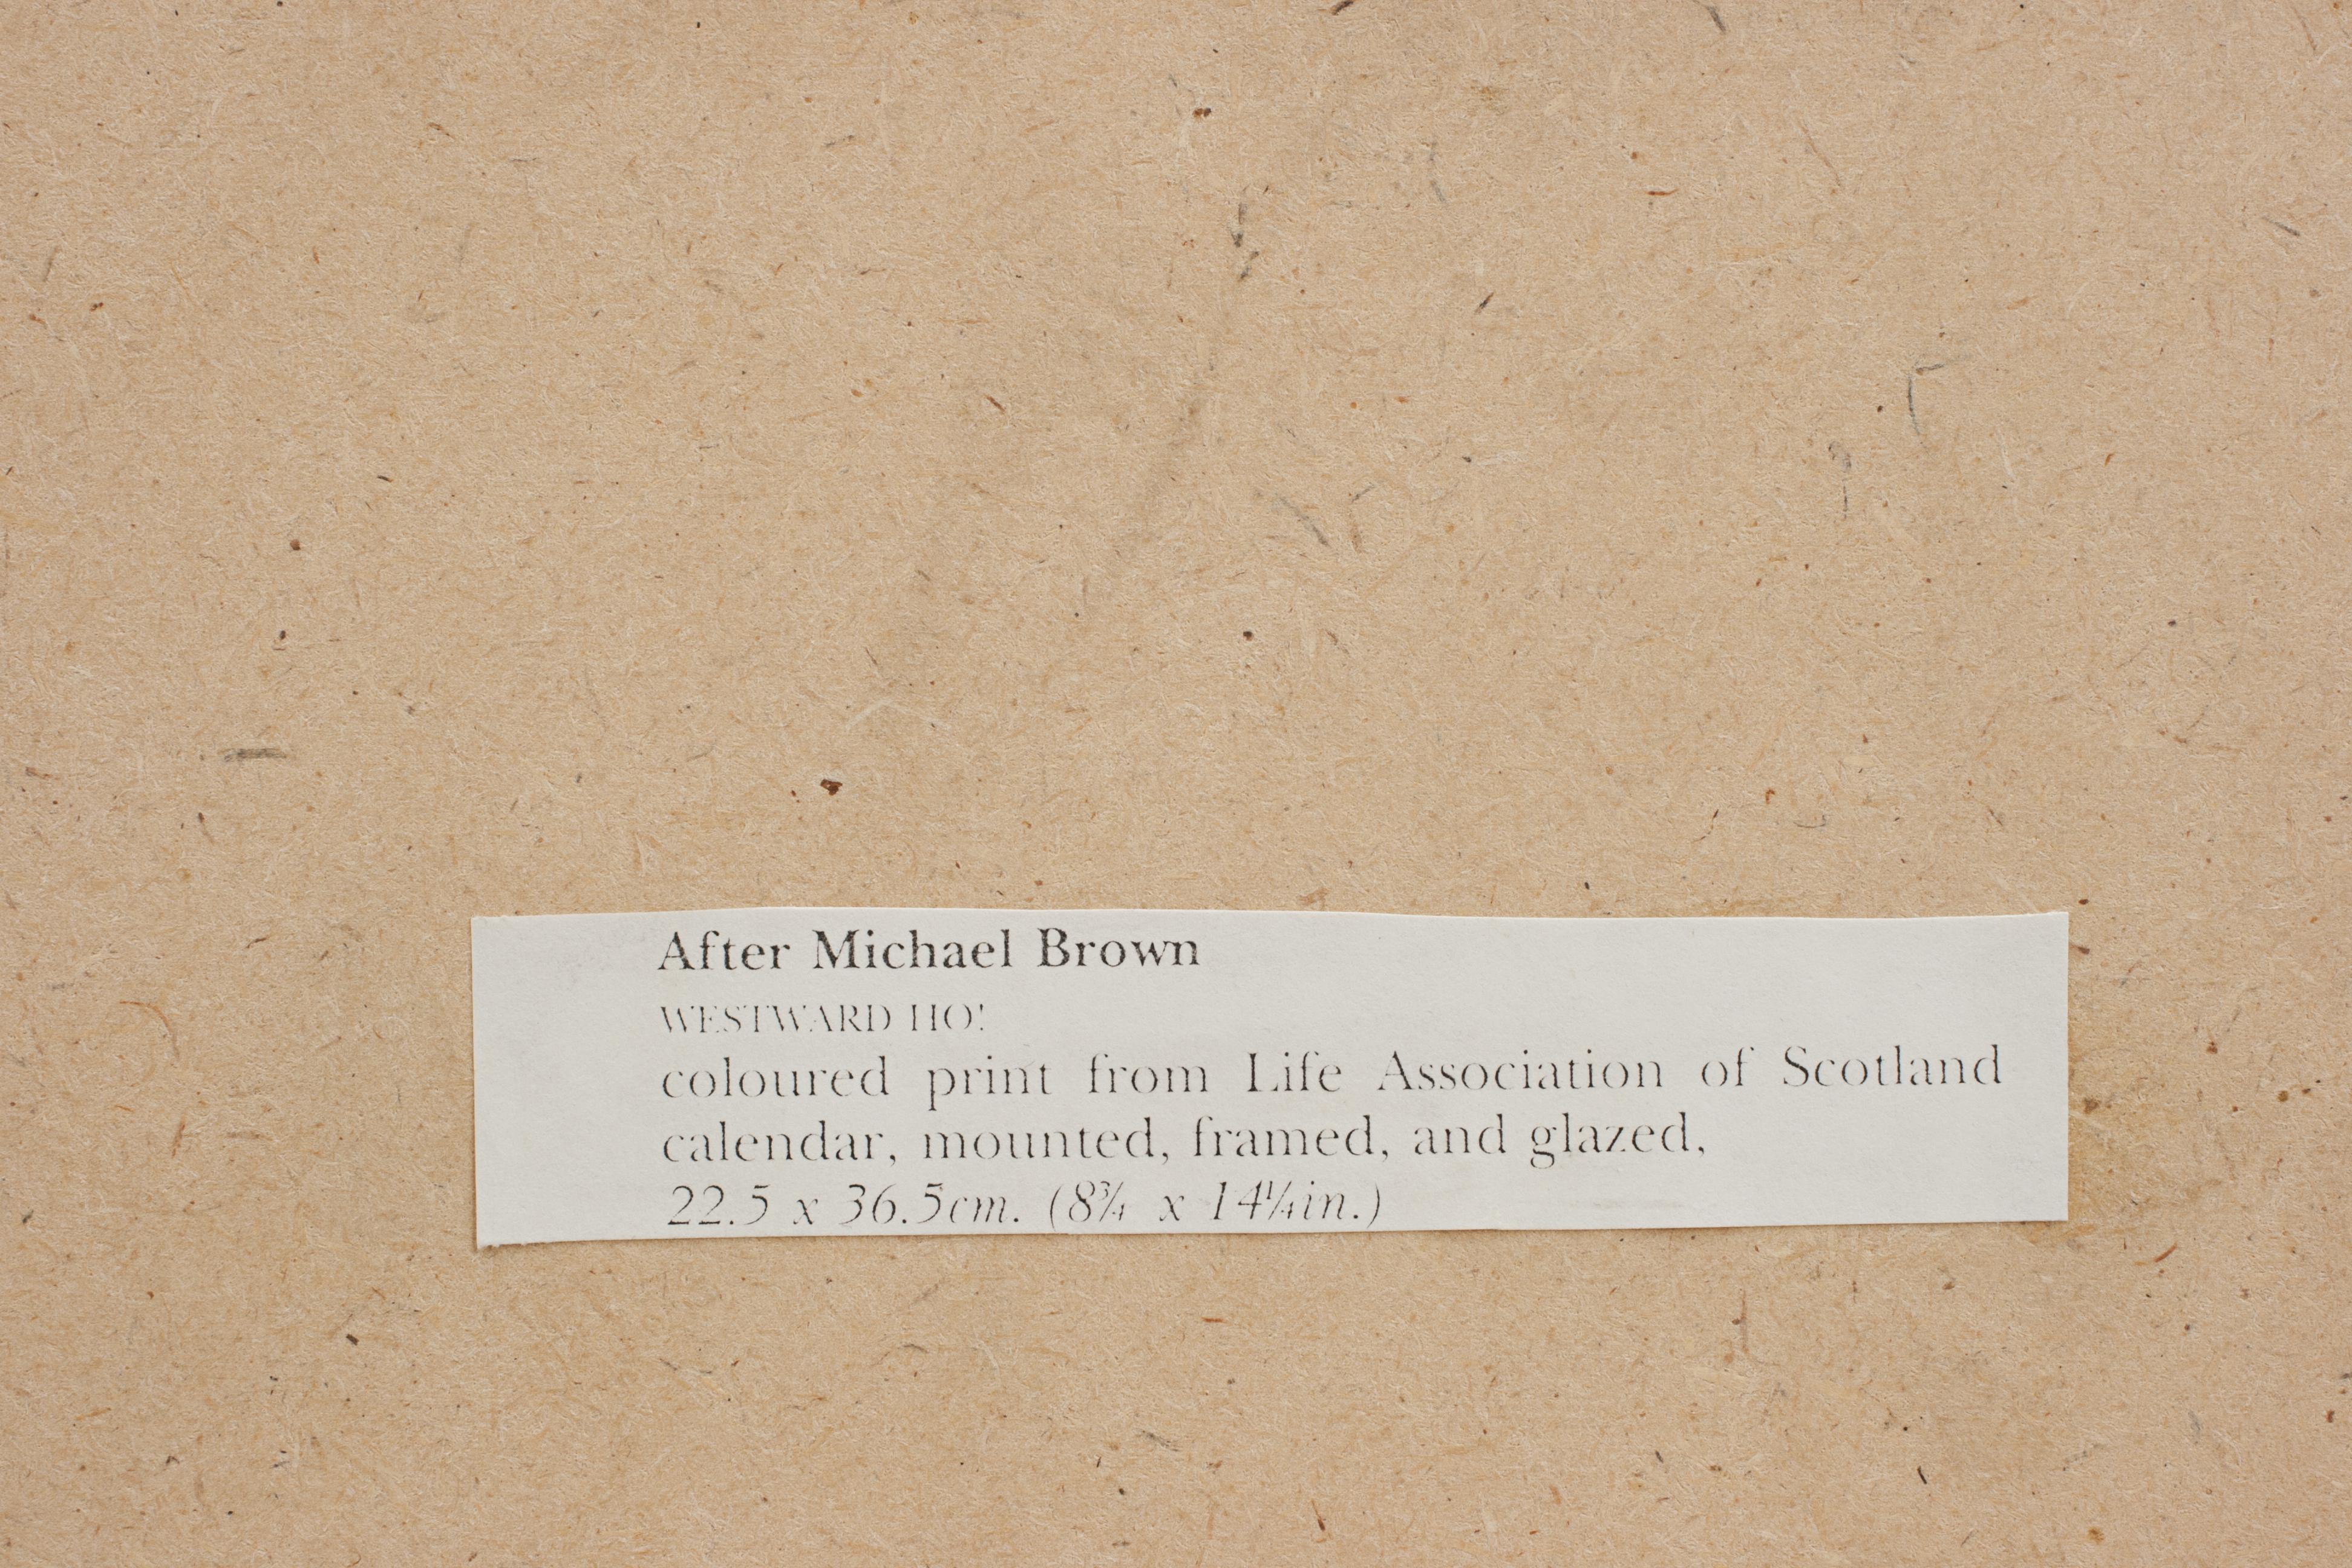 After Michael Brown
WESTWARD HO!
coloured print from Life Association of Scotland
calendar, mounted, framed, and glazed,
22.5 x 36.5cm. (8¾ x 14¼in.)